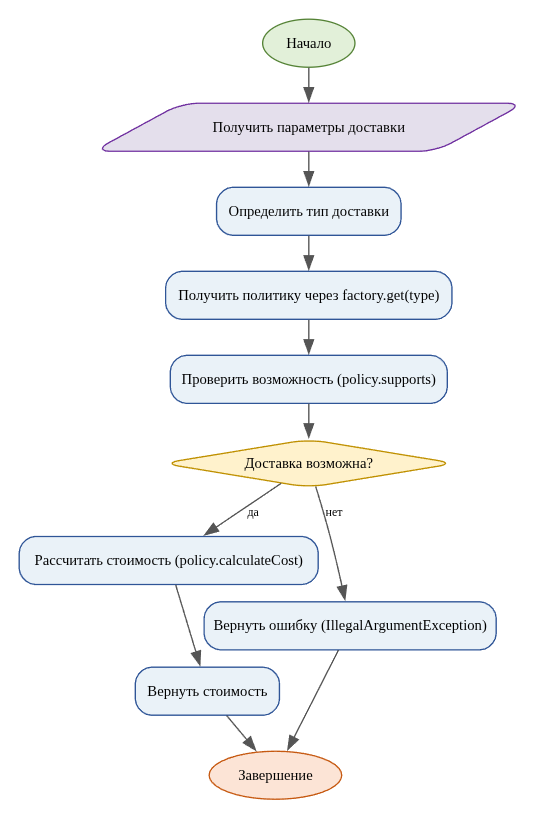 Начало
Получить параметры доставки
Определить тип доставки
Получить политику через factory.get(type)
Проверить возможность (policy.supports)
Доставка возможна?
да
нет
Рассчитать стоимость (policy.calculateCost)
Вернуть ошибку (IllegalArgumentException)
Вернуть стоимость
Завершение